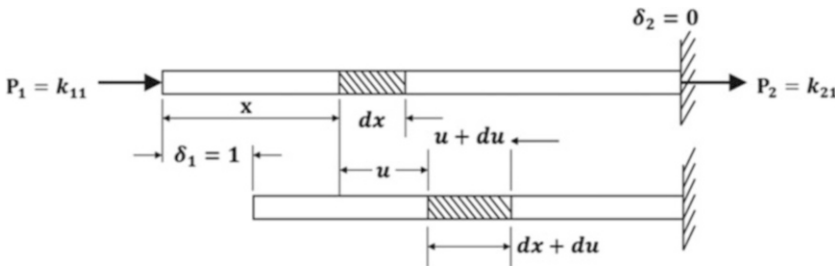 δ₂ = 0
P₁ = k₁₁
P₂ = k₂₁
x
dx
u + du
δ₁ = 1
u
dx + du